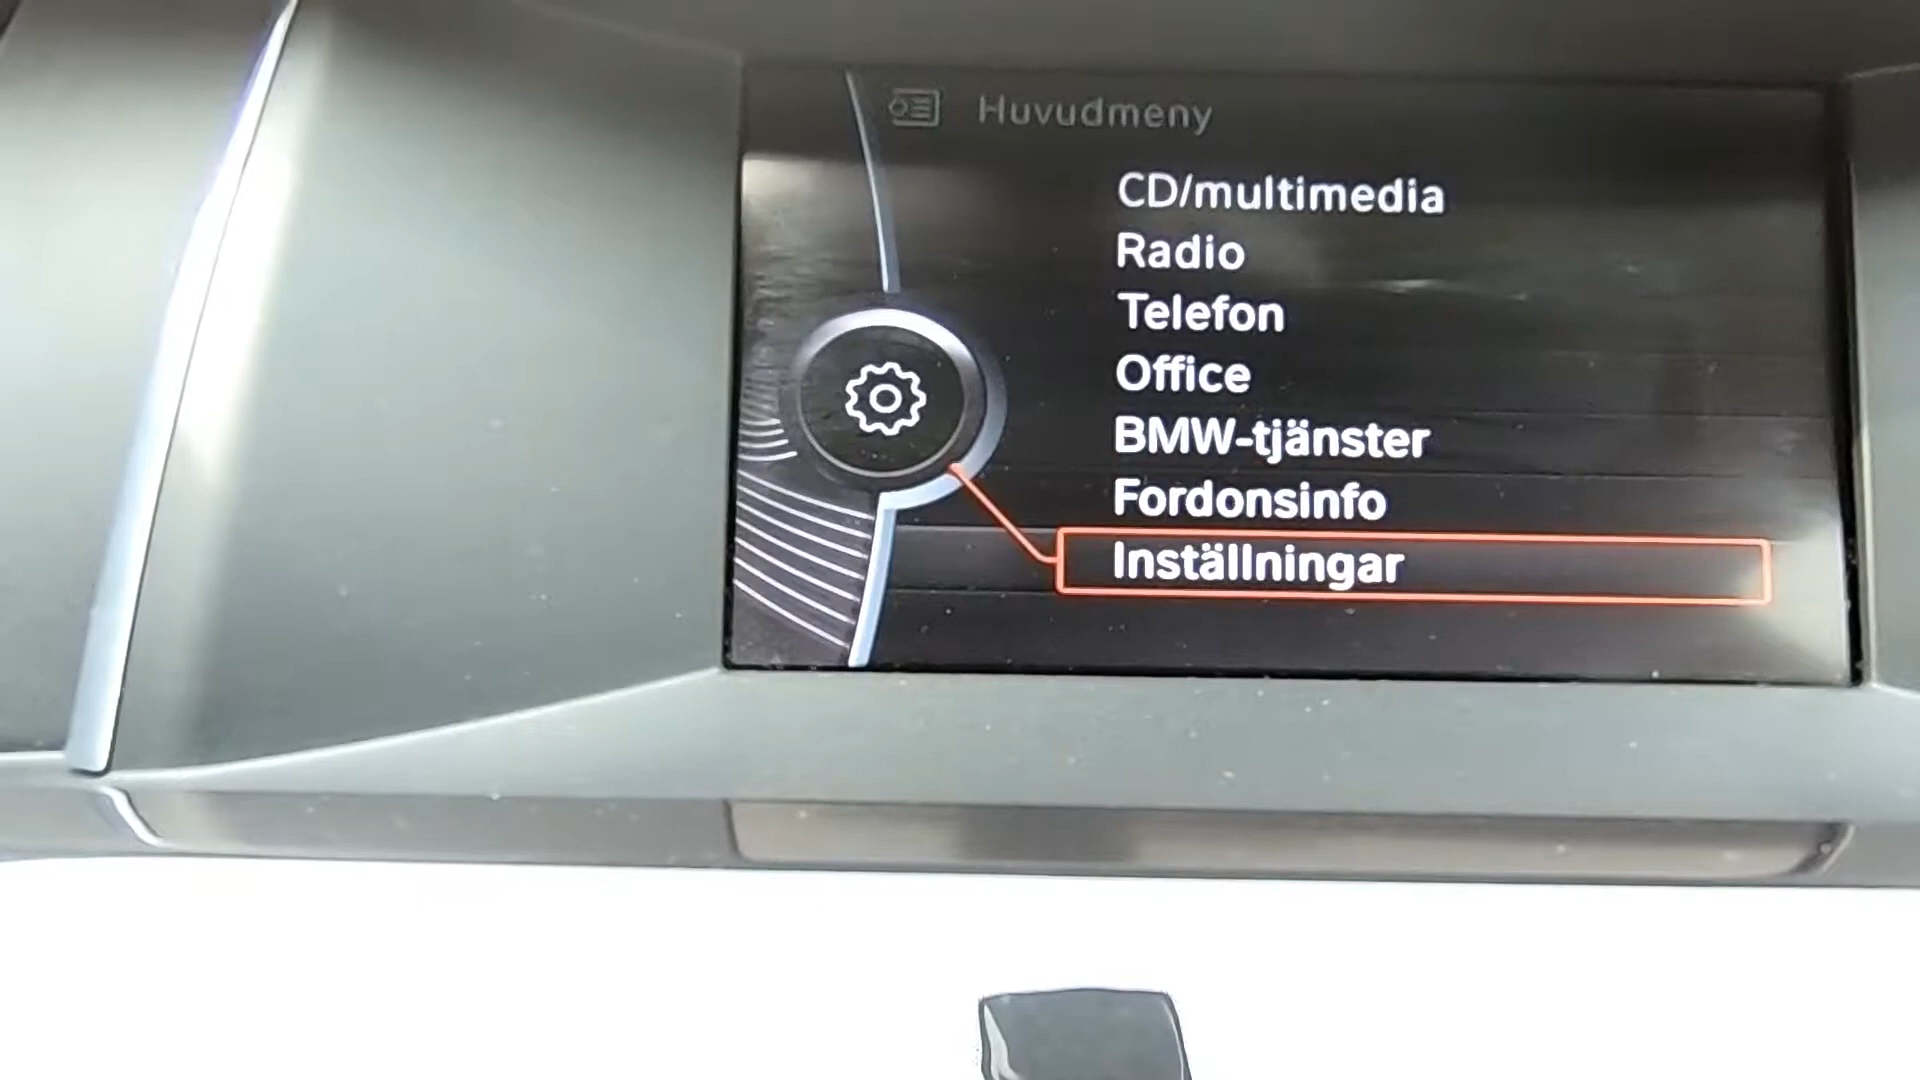 Huvudmeny
CD/multimedia
Radio
Telefon
Office
BMW-tjänster
Fordonsinfo
Inställningar